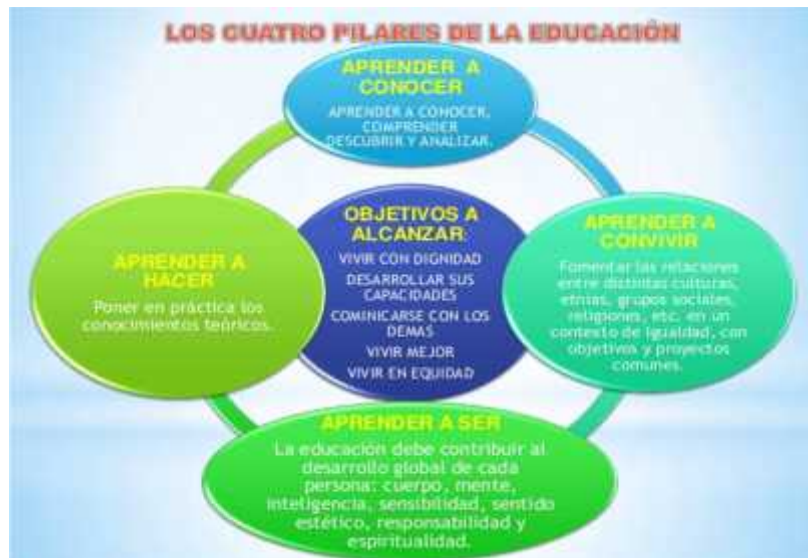 LOS CUATRO PILARES DE LA EDUCACIÓN
APRENDER A
CONOCER
APRENDER A CONOCER,
COMPRENDER
DESCUBRIR Y ANALIZAR.
APRENDER A
HACER
Poner en práctica los
conocimientos teóricos.
OBJETIVOS A
ALCANZAR:
VIVIR CON DIGNIDAD
DESARROLLAR SUS
CAPACIDADES
COMINICARSE CON LOS
DEMAS
VIVIR MEJOR
VIVIR EN EQUIDAD
APRENDER A
CONVIVIR
Fomentar las relaciones
entre distintas culturas,
etnias, grupos sociales,
religiones, etc. en un
contexto de igualdad, con
objetivos y proyectos
comunes.
APRENDER A SER
La educación debe contribuir al
desarrollo global de cada
persona: cuerpo, mente,
inteligencia, sensibilidad, sentido
estético, responsabilidad y
espiritualidad.